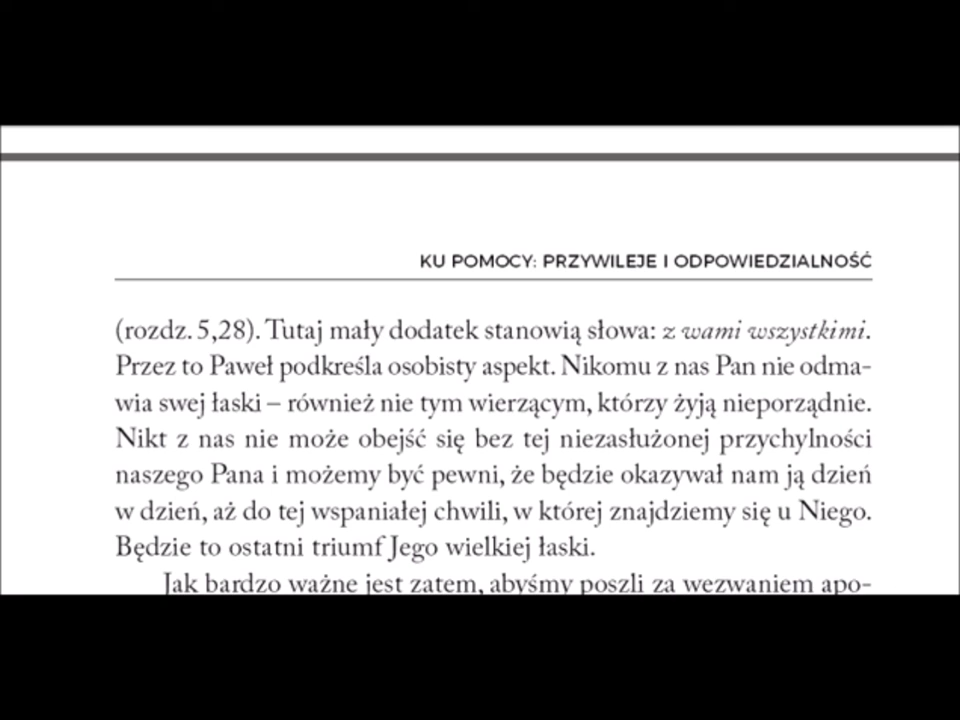 KU POMOCY: PRZYWILEJE I ODPOWIEDZIALNOŚĆ
(rozdz. 5,28). Tutaj mały dodatek stanowią słowa: z wami wszystkimi.
Przez to Paweł podkreśla osobisty aspekt. Nikomu z nas Pan nie odma-
wia swej łaski – również nie tym wierzącym, którzy żyją nieporządnie.
Nikt z nas nie może obejść się bez tej niezasłużonej przychylności
naszego Pana i możemy być pewni, że będzie okazywał nam ją dzień
w dzień, aż do tej wspaniałej chwili, w której znajdziemy się u Niego.
Będzie to ostatni triumf Jego wielkiej łaski.
Jak bardzo ważne jest zatem, abyśmy poszli za wezwaniem apo-